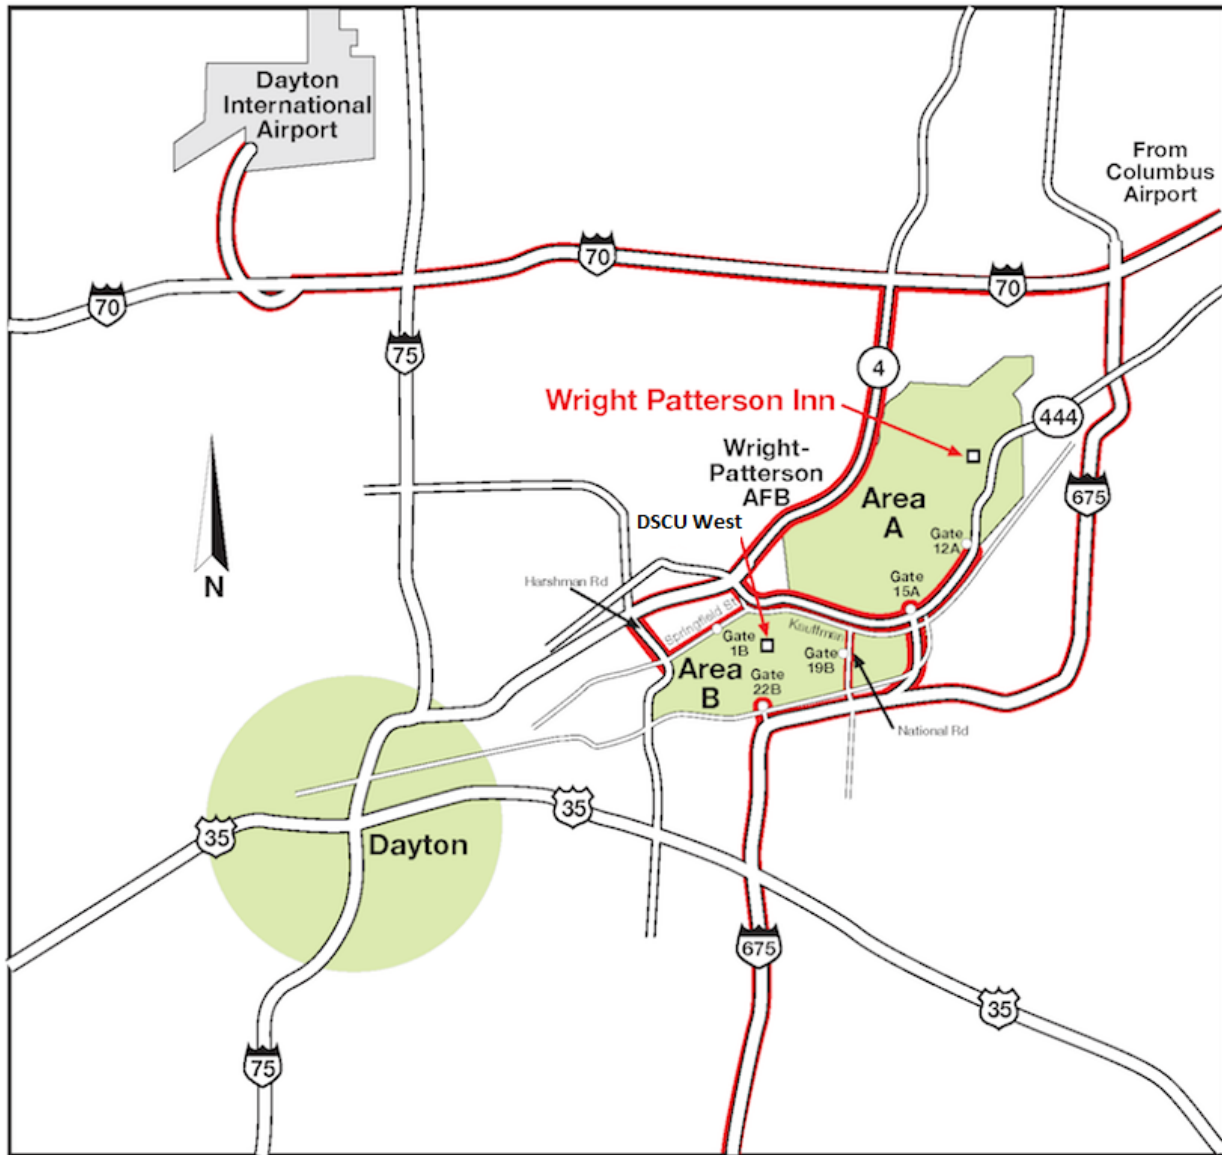 Dayton
International
Airport
From
Columbus
Airport
70
70
70
75
4
Wright Patterson Inn
444
Wright-
Patterson
AFB
675
Area
A
DSCU West
Gate
12A
N
Harshman Rd
Gate
15A
Springfield St
Kauffman
Gate
1B
Gate
19B
Area
B
Gate
22B
National Rd
35
35
Dayton
675
35
75